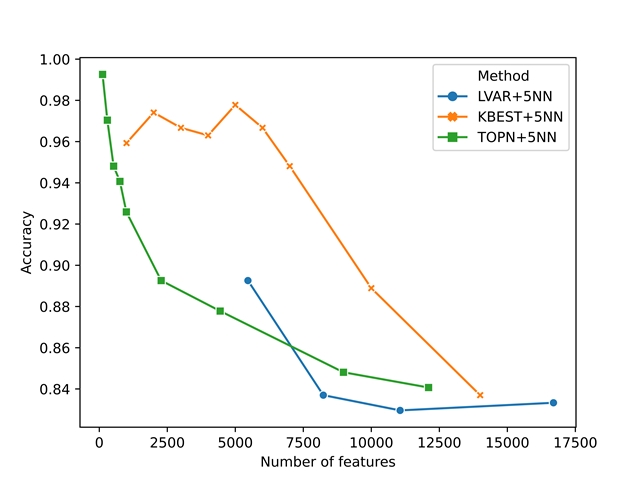 1.00
0.98
0.96
0.94
0.92
0.90
0.88
0.86
0.84
Accuracy
Method
LVAR+5NN
KBEST+5NN
TOPN+5NN
0 2500 5000 7500 10000 12500 15000 17500
Number of features